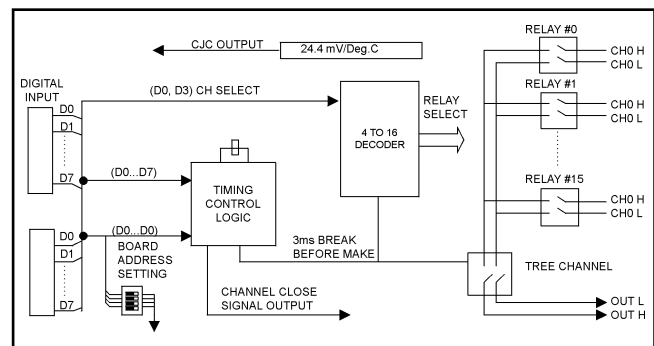 RELAY #0
CJC OUTPUT
24.4 mV/Deg.C
CH0 H
CH0 L
DIGITAL
INPUT
(D0, D3) CH SELECT
RELAY
SELECT
RELAY #1
D0
D1
D7
4 TO 16
DECODER
CH0 H
CH0 L
(D0...D7)
TIMING
CONTROL
LOGIC
RELAY #15
CH0 H
CH0 L
D0
D1
D7
(D0...D0)
BOARD
ADDRESS
SETTING
3ms BREAK
BEFORE MAKE
TREE CHANNEL
CHANNEL CLOSE
SIGNAL OUTPUT
OUT L
OUT H